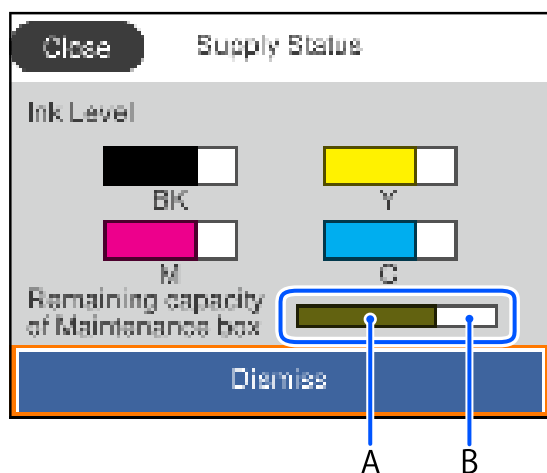 Close Supply Status
Ink Level
BK Y
M C
Remaining capacity
of Maintenance box
Dismiss
A B